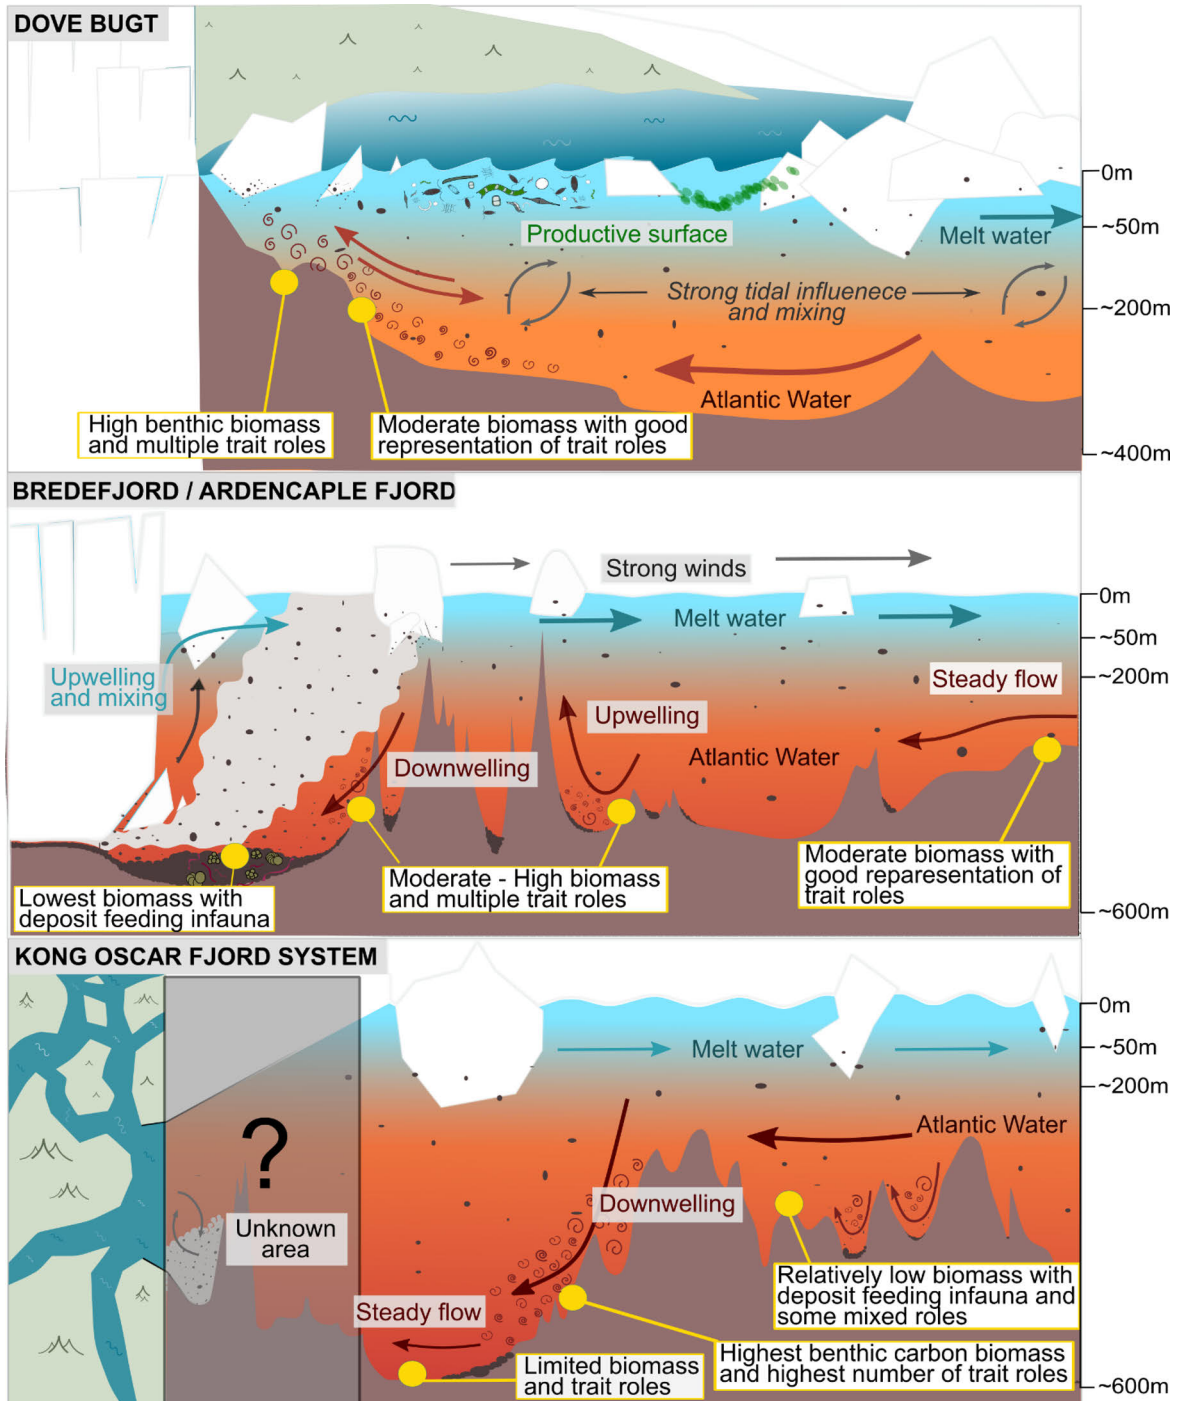 DOVE BUGT
0m
Productive surface
~50m
Melt water
Strong tidal influenece
and mixing
~200m
Atlantic Water
High benthic biomass
and multiple trait roles
Moderate biomass with good
representation of trait roles
~400m
BREDEFJORD / ARDENCAPLE FJORD
Strong winds
0m
Melt water
~50m
Upwelling
and mixing
Steady flow
~200m
Upwelling
Atlantic Water
Downwelling
Moderate biomass with
good reparesentation of
trait roles
Moderate - High biomass
and multiple trait roles
Lowest biomass with
deposit feeding infauna
~600m
KONG OSCAR FJORD SYSTEM
0m
Melt water
~50m
~200m
Atlantic Water
?
Unknown
area
Downwelling
Relatively low biomass with
deposit feeding infauna and
some mixed roles
Steady flow
Highest benthic carbon biomass
and highest number of trait roles
Limited biomass
and trait roles
~600m